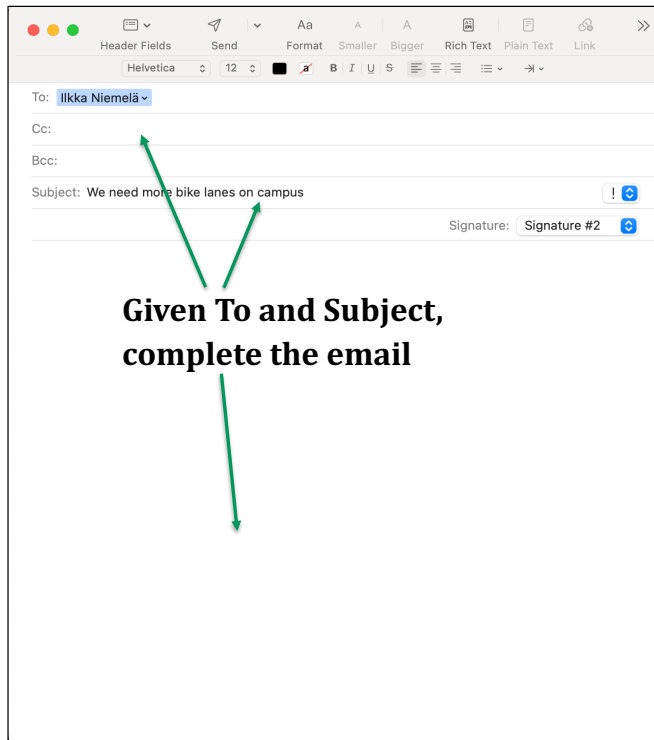 Aa A A
Header Fields Send Format Smaller Bigger Rich Text Plain Text Link
Helvetica 12 a B I U S
To: Ilkka Niemelä
Cc:
Bcc:
Subject: We need more bike lanes on campus !
Signature: Signature #2
Given To and Subject,
complete the email